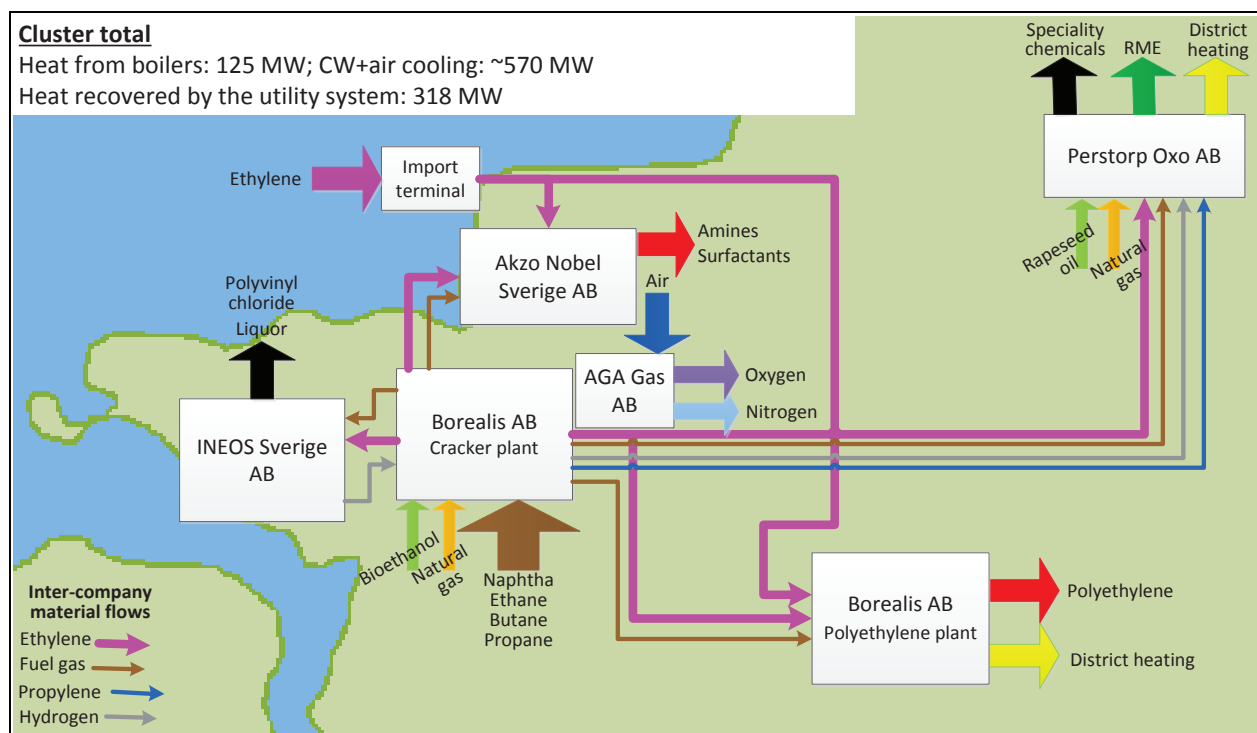 Cluster total
Heat from boilers: 125 MW; CW+air cooling: ~570 MW
Heat recovered by the utility system: 318 MW
Speciality
chemicals
RME
District
heating
Perstorp Oxo AB
Rapeseed
oil
Natural
gas
Ethylene
Import
terminal
Akzo Nobel
Sverige AB
Amines
Surfactants
Air
Polyvinyl
chloride
Liquor
AGA Gas
AB
Oxygen
Nitrogen
INEOS Sverige
AB
Borealis AB
Cracker plant
Bioethanol
Natural
gas
Naphtha
Ethane
Butane
Propane
Borealis AB
Polyethylene plant
Polyethylene
District heating
Inter-company
material flows
Ethylene
Fuel gas
Propylene
Hydrogen